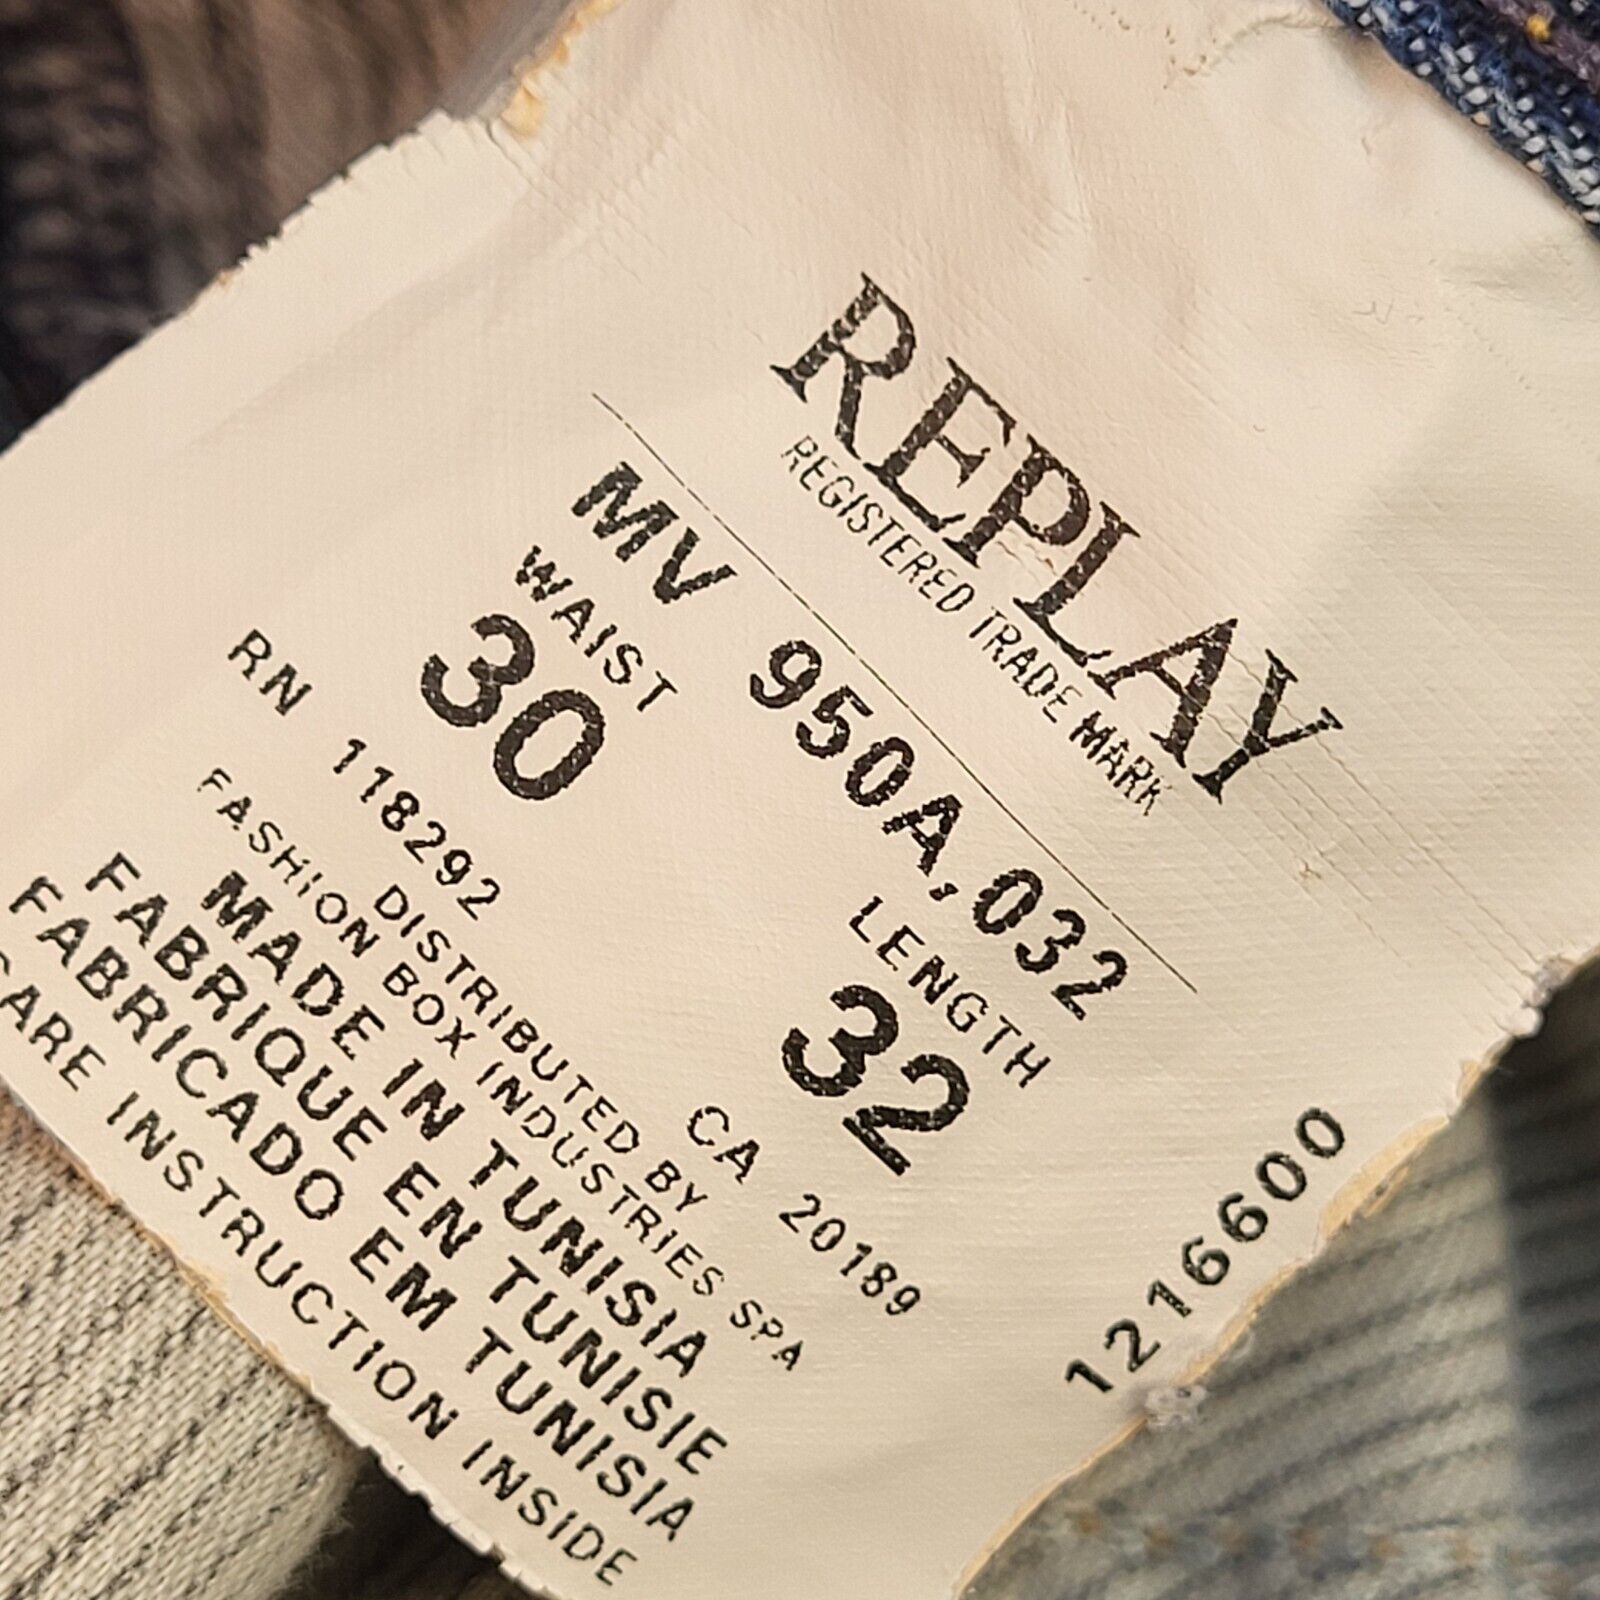 REPLAY
REGISTERED TRADE MARK
MV 950A,032
WAIST LENGTH
30 32
RN 118292 CA 20189
DISTRIBUTED BY
FASHION BOX INDUSTRIES SPA
MADE IN TUNISIA
FABRIQUE EN TUNISIE
FABRICADO EM TUNISIA
CARE INSTRUCTION INSIDE
1216600